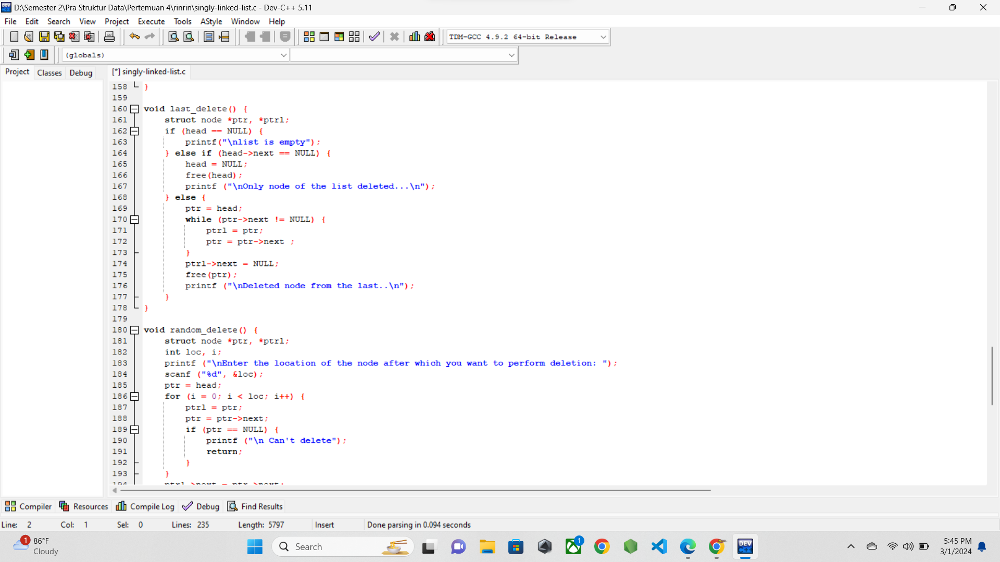 D:\Semester 2\Pra Struktur Data\Pertemuan 4\rinrin\singly-linked-list.c - Dev-C++ 5.11
File Edit Search View Project Execute Tools AStyle Window Help
TDM-GCC 4.9.2 64-bit Release
(globals)
Project Classes Debug [*] singly-linked-list.c
158 }
159
160 void last_delete() {
161 struct node *ptr, *ptrl;
162 if (head == NULL) {
163 printf("\nlist is empty");
164 } else if (head->next == NULL) {
165 head = NULL;
166 free(head);
167 printf ("\nOnly node of the list deleted...\n");
168 } else {
169 ptr = head;
170 while (ptr->next != NULL) {
171 ptrl = ptr;
172 ptr = ptr->next ;
173 }
174 ptrl->next = NULL;
175 free(ptr);
176 printf ("\nDeleted node from the last..\n");
177 }
178 }
179
180 void random_delete() {
181 struct node *ptr, *ptrl;
182 int loc, i;
183 printf ("\nEnter the location of the node after which you want to perform deletion: ");
184 scanf ("%d", &loc);
185 ptr = head;
186 for (i = 0; i < loc; i++) {
187 ptrl = ptr;
188 ptr = ptr->next;
189 if (ptr == NULL) {
190 printf ("\n Can't delete");
191 return;
192 }
193 }
194 ptrl->next = ptr->next;
Compiler Resources Compile Log Debug Find Results
Line: 2 Col: 1 Sel: 0 Lines: 235 Length: 5797 Insert Done parsing in 0.094 seconds
1 86°F
Cloudy
Search
1
DEV
C++
5:45 PM
3/1/2024